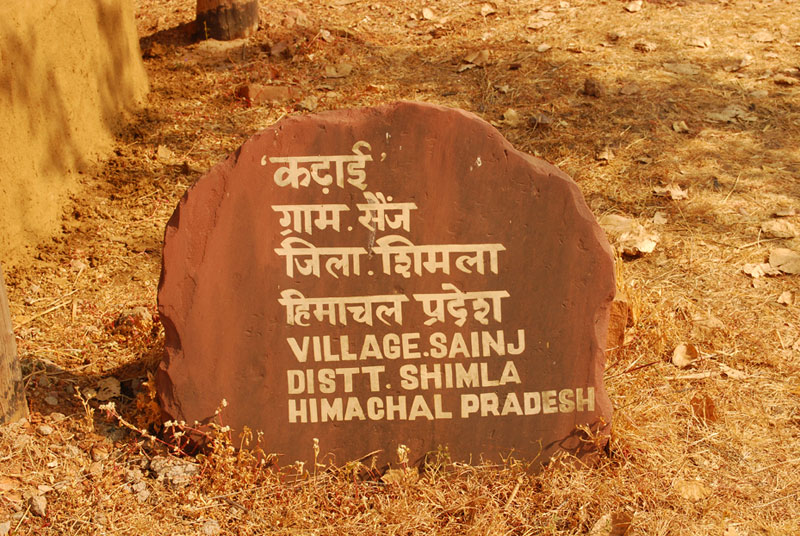 'कढ़ाई'
ग्राम. सैंज
जिला. शिमला
हिमाचल प्रदेश
VILLAGE.SAINJ
DISTT. SHIMLA
HIMACHAL PRADESH